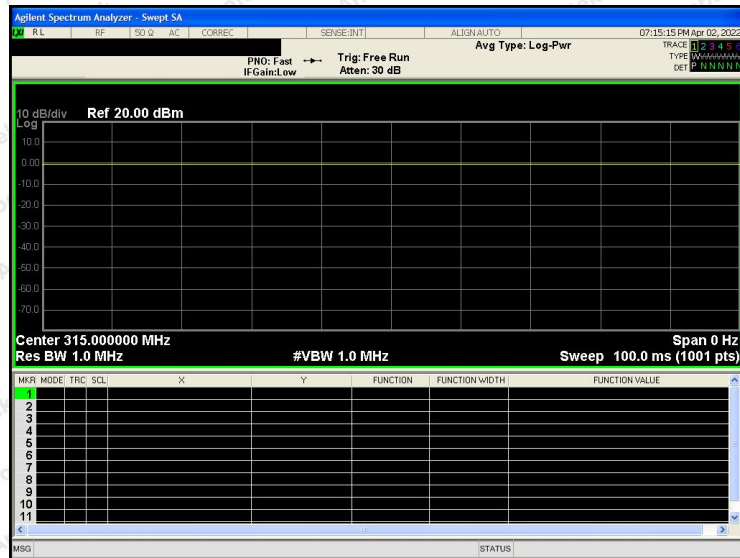 Agilent Spectrum Analyzer - Swept SA
LXI RL RF 50 Ω AC CORREC SENSE:INT ALIGN AUTO 07:15:15 PM Apr 02, 2022
Avg Type: Log-Pwr TRACE 1 2 3 4 5 6
PNO: Fast Trig: Free Run TYPE W
IFGain:Low Atten: 30 dB DET P N N N N N
10 dB/div Ref 20.00 dBm
Log
10.0
0.00
-10.0
-20.0
-30.0
-40.0
-50.0
-60.0
-70.0
Center 315.000000 MHz Span 0 Hz
Res BW 1.0 MHz #VBW 1.0 MHz Sweep 100.0 ms (1001 pts)
MKR MODE TRC SCL X Y FUNCTION FUNCTION WIDTH FUNCTION VALUE
1
2
3
4
5
6
7
8
9
10
11
MSG STATUS